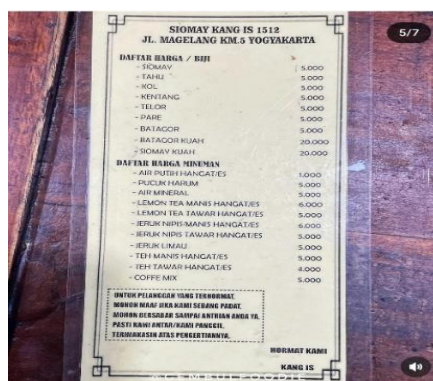 5/7
SIOMAY KANG IS 1512
JL. MAGELANG KM.5 YOGYAKARTA
DAFTAR HARGA / BIJI
- SIOMAY 5.000
- TAHU 5.000
- KOL 5.000
- KENTANG 5.000
- TELOR 5.000
- PARE 5.000
- BATAGOR 5.000
- BATAGOR KUAH 20.000
- SIOMAY KUAH 20.000
DAFTAR HARGA MINUMAN
- AIR PUTIH HANGAT/ES 1.000
- PUCUK HARUM 5.000
- AIR MINERAL 5.000
- LEMON TEA MANIS HANGAT/ES 6.000
- LEMON TEA TAWAR HANGAT/ES 5.000
- JERUK NIPIS MANIS HANGAT/ES 6.000
- JERUK NIPIS TAWAR HANGAT/ES 5.000
- JERUK LIMAU 5.000
- TEH MANIS HANGAT/ES 5.000
- TEH TAWAR HANGAT/ES 4.000
- COFFE MIX 5.000
UNTUK PELANGGAN YANG TERHORMAT,
MOHON MAAF JIKA KAMI SEDANG PADAT,
MOHON BERSABAR SAMPAI ANTRIAN ANDA YA.
PASTI KAMI ANTAR/KAMI PANGGIL,
TERIMAKASIH ATAS PENGERTIANNYA.
HORMAT KAMI
KANG IS